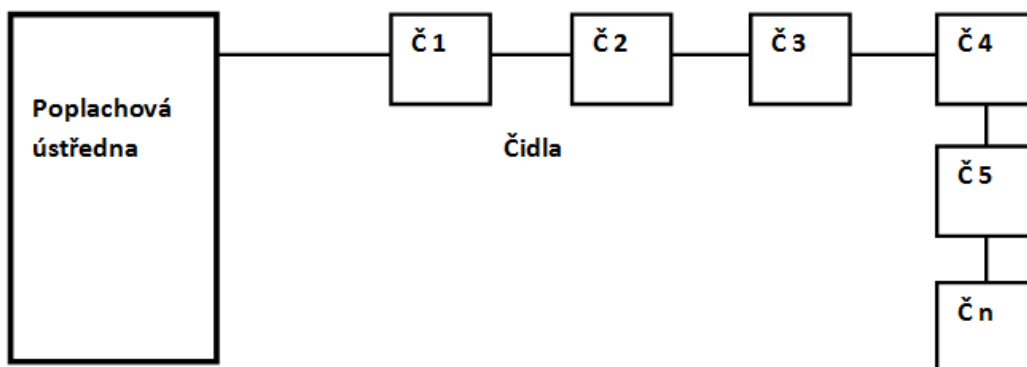 Č 1
Č 2
Č 3
Č 4
Poplachová
ústředna
Čidla
Č 5
Č n